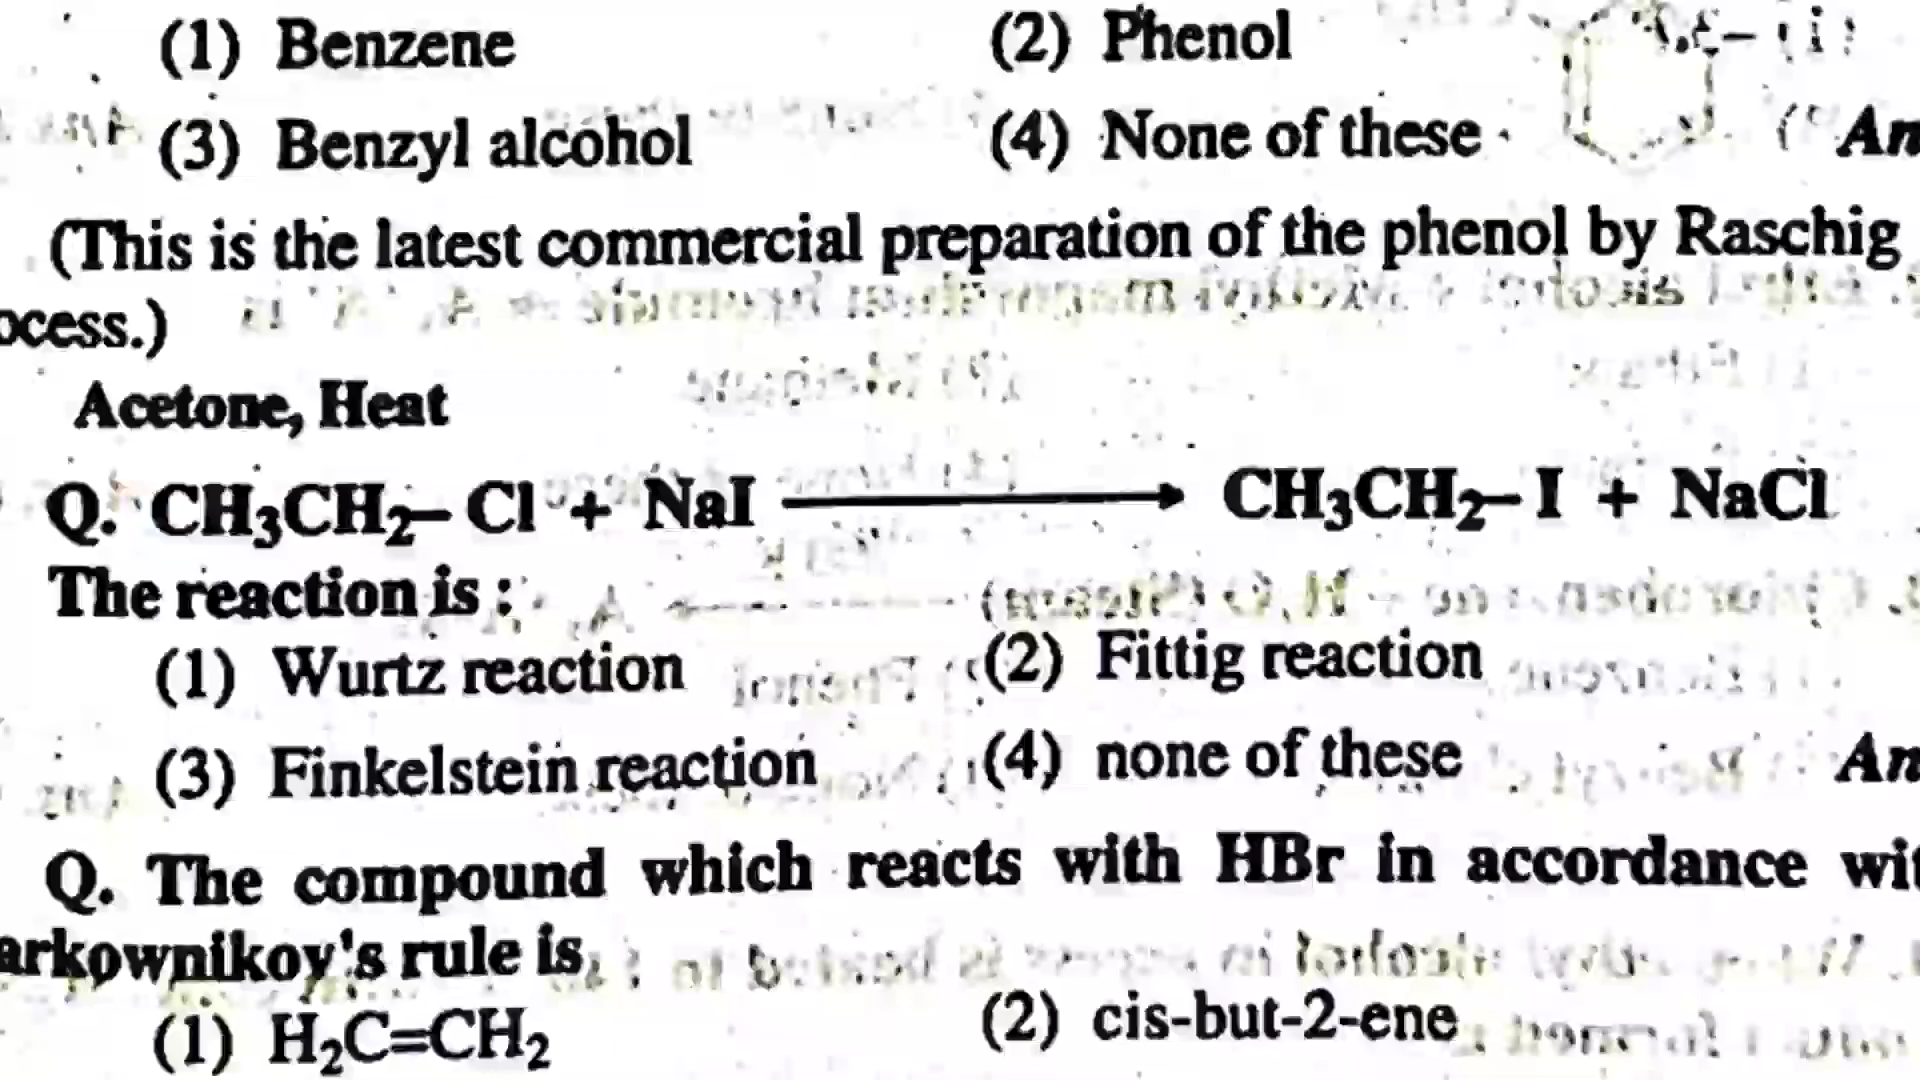 (1) Benzene (2) Phenol
(3) Benzyl alcohol (4) None of these An
(This is the latest commercial preparation of the phenol by Raschig
ocess.)
Acetone, Heat
Q. CH₃CH₂–Cl + NaI ⟶ CH₃CH₂–I + NaCl
The reaction is :
(1) Wurtz reaction (2) Fittig reaction
(3) Finkelstein reaction (4) none of these An
Q. The compound which reacts with HBr in accordance wit
arkownikov's rule is
(1) H₂C=CH₂ (2) cis-but-2-ene